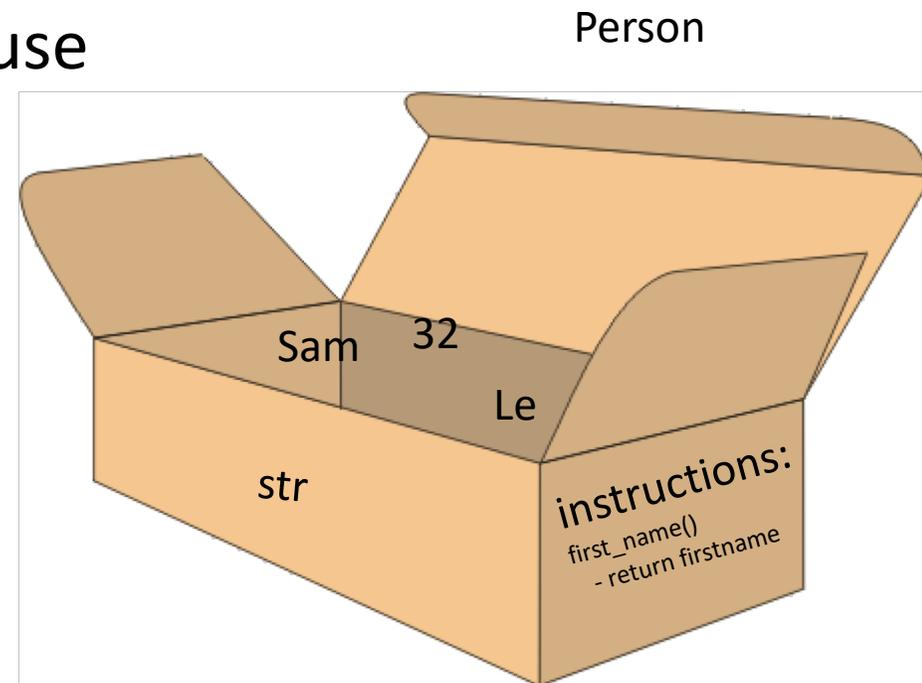 use
Person
Sam
32
Le
str
instructions:
first_name()
- return firstname